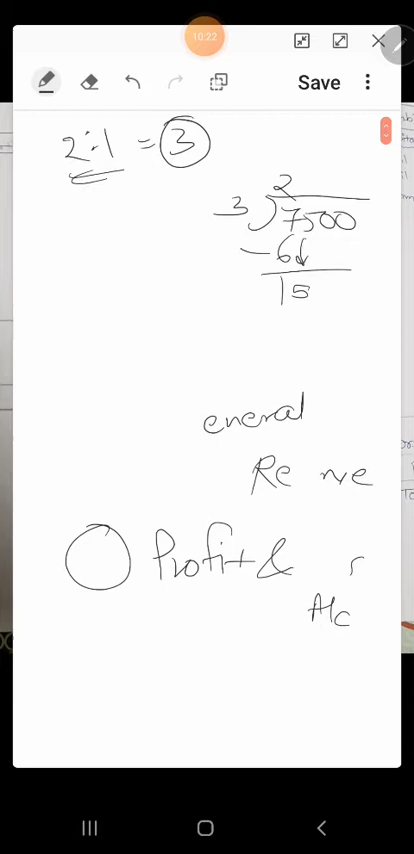 10:22
Save
2:1 = 3
2
3)7500
-6↓
15
eneral
Re rve
Profit &
A/c